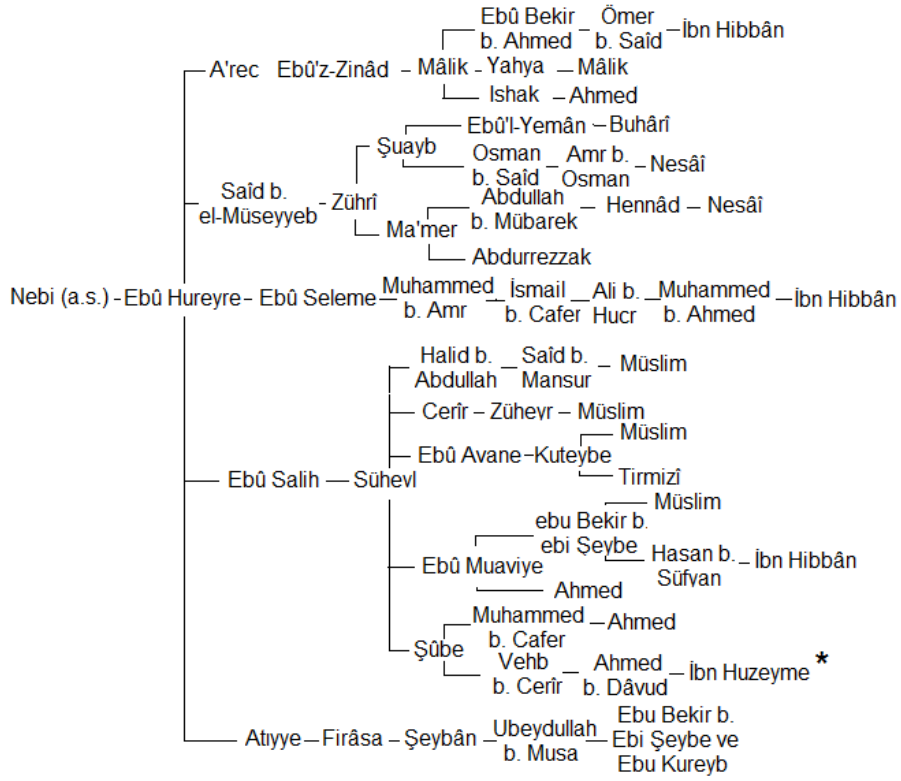 Ebû Bekir b. Ahmed – Ömer b. Saîd – İbn Hibbân
A'rec Ebû'z-Zinâd – Mâlik – Yahya – Mâlik
Ishak – Ahmed
Ebû'l-Yemân – Buhârî
Şuayb
Osman b. Saîd – Amr b. Osman – Nesâî
Saîd b. el-Müseyyeb – Zührî
Abdullah b. Mübarek – Hennâd – Nesâî
Ma'mer
Abdurrezzak
Nebi (a.s.) – Ebû Hureyre – Ebû Seleme – Muhammed b. Amr – İsmail b. Cafer – Ali b. Hucr – Muhammed b. Ahmed – İbn Hibbân
Halid b. Abdullah – Saîd b. Mansur – Müslim
Cerîr – Züheyr – Müslim
Müslim
Ebû Avane – Kuteybe
Tirmizî
Ebû Salih – Süheyl
Müslim
ebu Bekir b. ebi Şeybe
Hasan b. Süfyan – İbn Hibbân
Ebû Muaviye
Ahmed
Muhammed b. Cafer – Ahmed
Şûbe
Vehb b. Cerîr – Ahmed b. Dâvud – İbn Huzeyme *
Atıyye – Firâsa – Şeybân – Ubeydullah b. Musa – Ebu Bekir b. Ebi Şeybe ve Ebu Kureyb